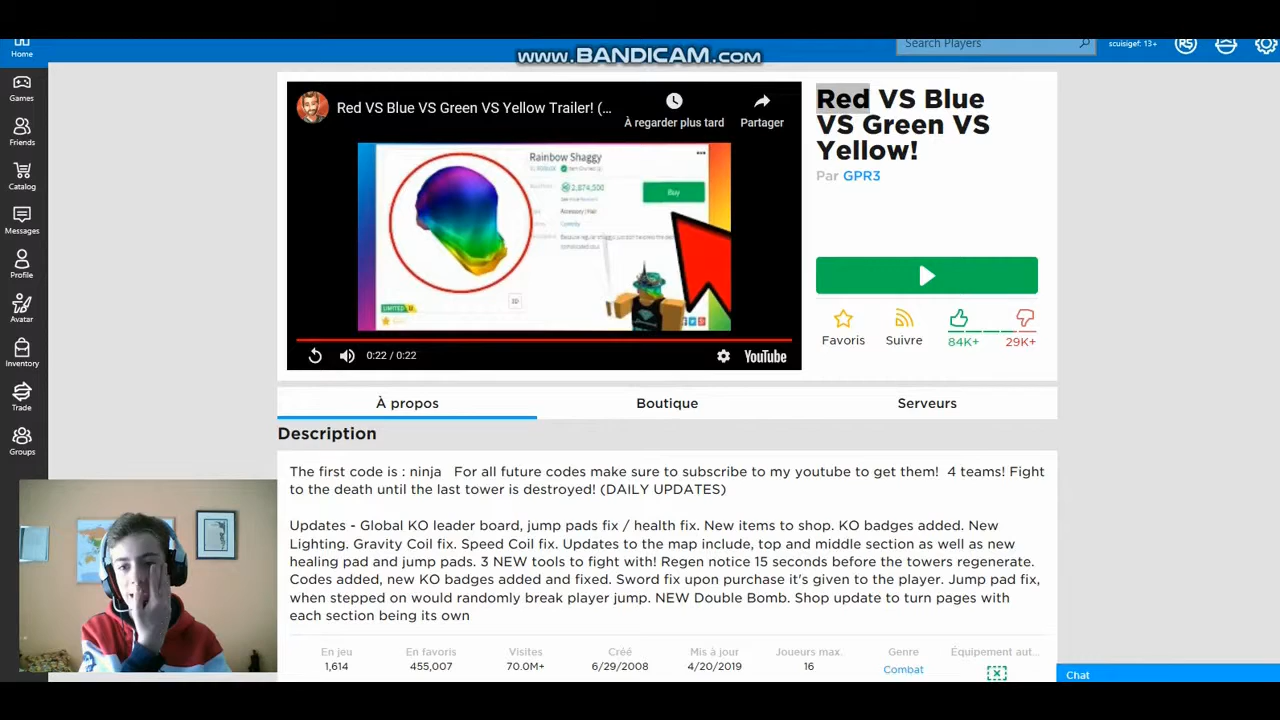 www.BANDICAM.com
Home
Search Players
scuisigef: 13+
R$
Games
Friends
Catalog
Messages
Profile
Avatar
Inventory
Trade
Groups
Red VS Blue VS Green VS Yellow Trailer! (...
À regarder plus tard
Partager
Rainbow Shaggy
2,874,500
Buy
LIMITED U
3D
0:22 / 0:22
YouTube
Red VS Blue
VS Green VS
Yellow!
Par GPR3
Favoris
Suivre
84K+
29K+
À propos
Boutique
Serveurs
Description
The first code is : ninja For all future codes make sure to subscribe to my youtube to get them! 4 teams! Fight
to the death until the last tower is destroyed! (DAILY UPDATES)
Updates - Global KO leader board, jump pads fix / health fix. New items to shop. KO badges added. New
Lighting. Gravity Coil fix. Speed Coil fix. Updates to the map include, top and middle section as well as new
healing pad and jump pads. 3 NEW tools to fight with! Regen notice 15 seconds before the towers regenerate.
Codes added, new KO badges added and fixed. Sword fix upon purchase it's given to the player. Jump pad fix,
when stepped on would randomly break player jump. NEW Double Bomb. Shop update to turn pages with
each section being its own
En jeu
1,614
En favoris
455,007
Visites
70.0M+
Créé
6/29/2008
Mis à jour
4/20/2019
Joueurs max.
16
Genre
Combat
Équipement aut...
Chat